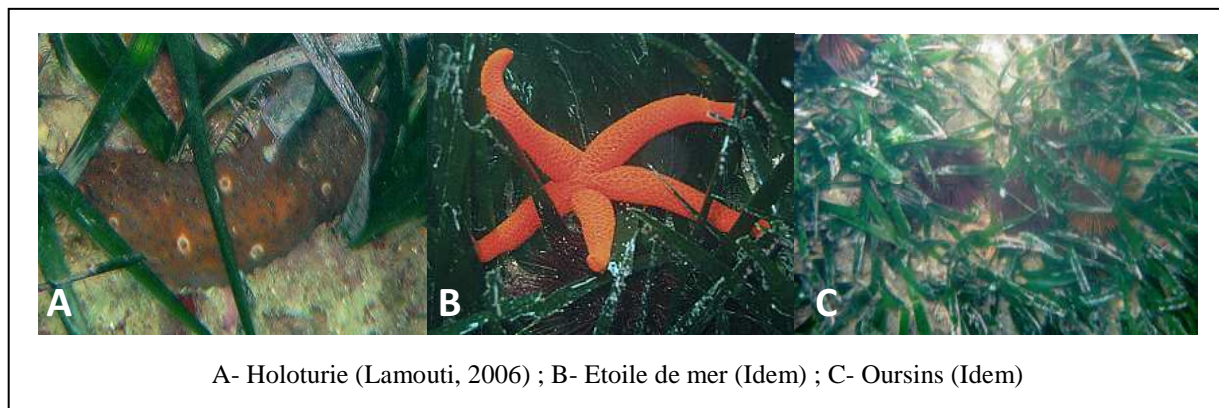 A
B
C
A- Holoturie (Lamouti, 2006) ; B- Etoile de mer (Idem) ; C- Oursins (Idem)